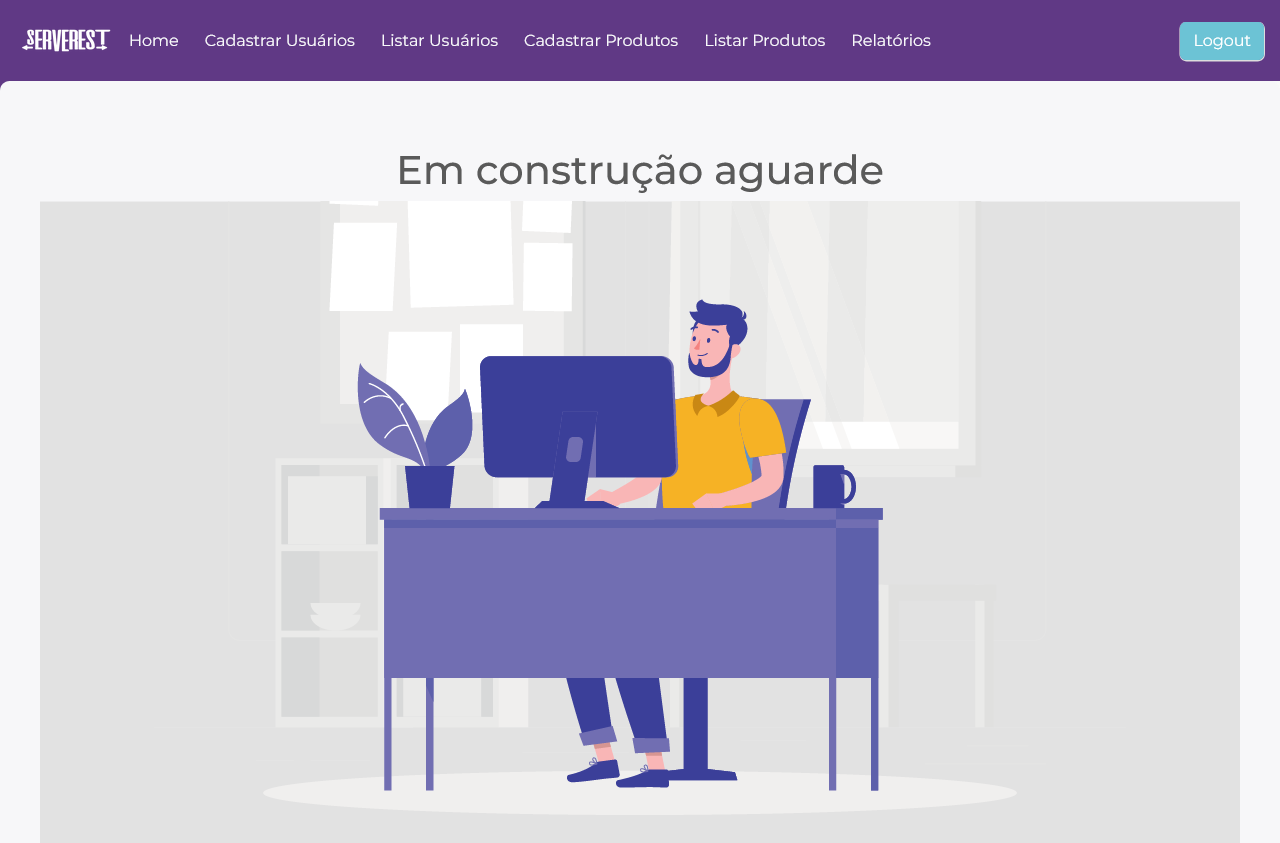 SERVEREST
Home
Cadastrar Usuários
Listar Usuários
Cadastrar Produtos
Listar Produtos
Relatórios
Logout
Em construção aguarde